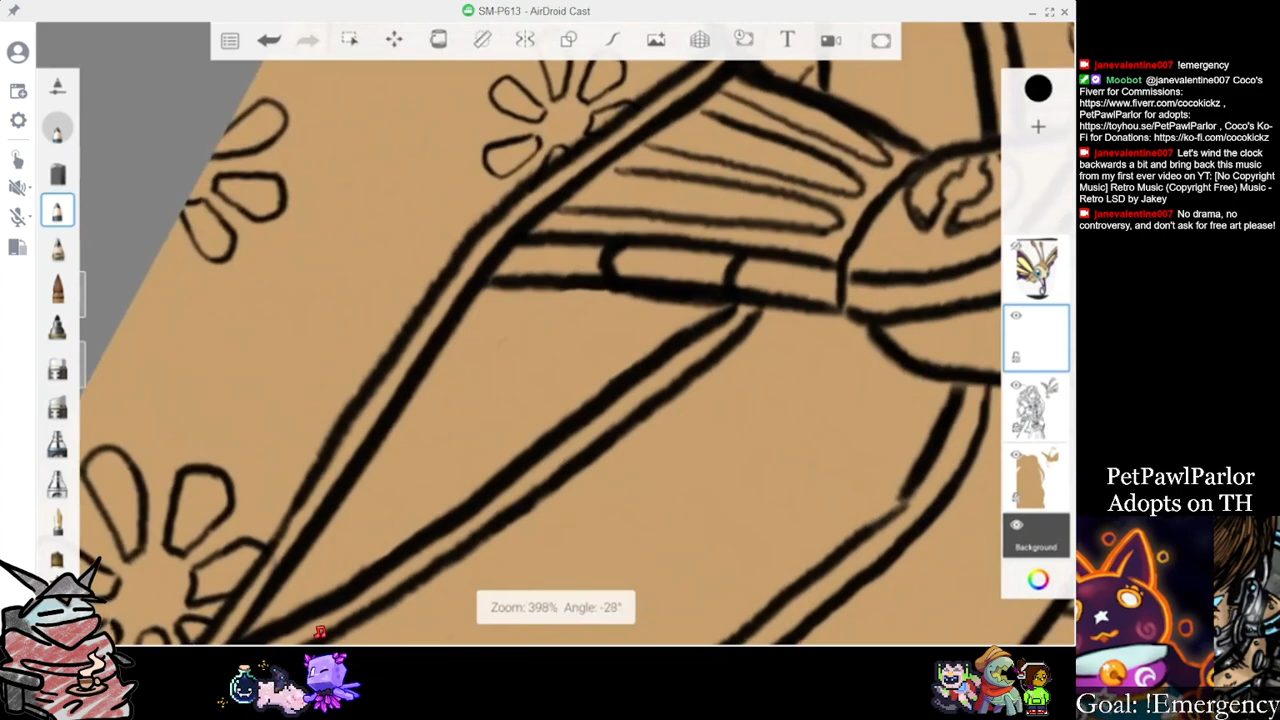 SM-P613 - AirDroid Cast
T
Zoom: 398% Angle: -28°
Background
janevalentine007 !emergency
Moobot @janevalentine007 Coco's
Fiverr for Commissions:
https://www.fiverr.com/cocokickz ,
PetPawlParlor for adopts:
https://toyhou.se/PetPawlParlor , Coco's Ko-
Fi for Donations: https://ko-fi.com/cocokickz
janevalentine007 Let's wind the clock
backwards a bit and bring back this music
from my first ever video on YT: [No Copyright
Music] Retro Music (Copyright Free) Music -
Retro LSD by Jakey
janevalentine007 No drama, no
controversy, and don't ask for free art please!
PetPawlParlor
Adopts on TH
Goal: !Emergency